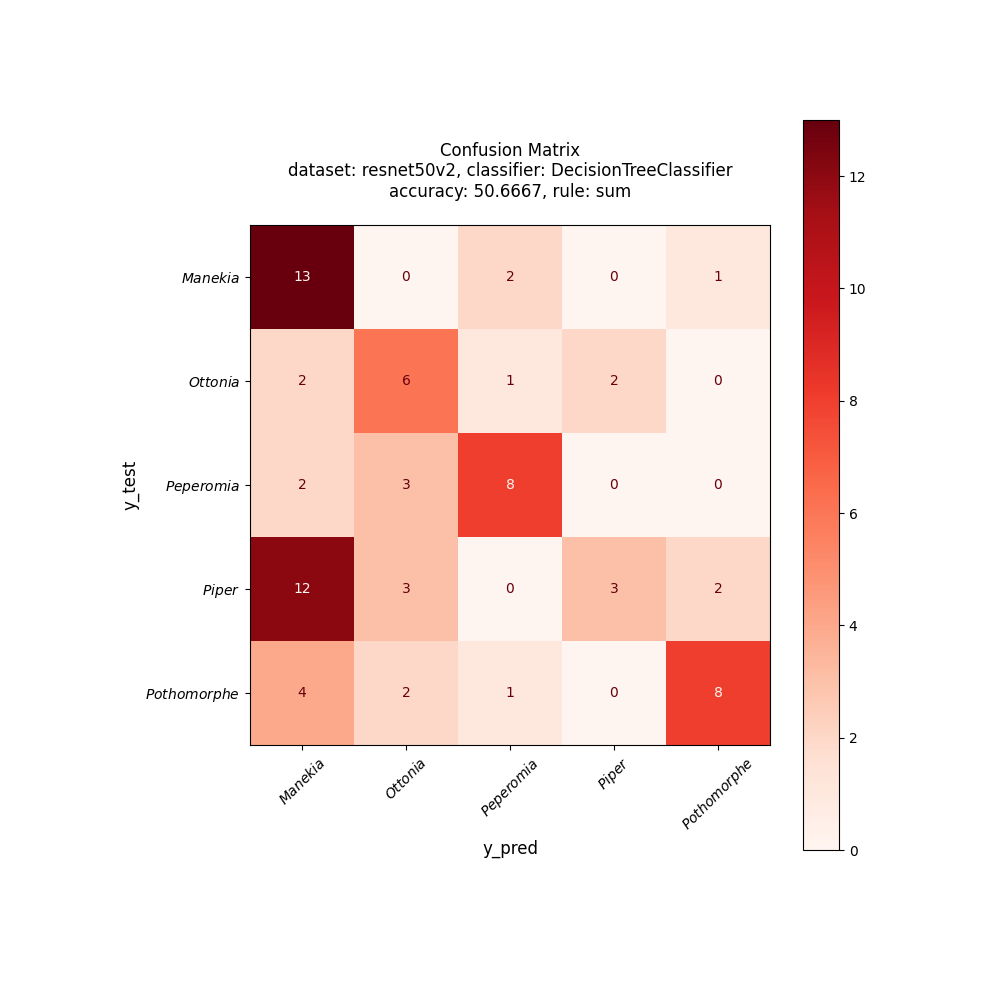 Confusion Matrix
dataset: resnet50v2, classifier: DecisionTreeClassifier
accuracy: 50.6667, rule: sum
Manekia 13 0 2 0 1
Ottonia 2 6 1 2 0
Peperomia 2 3 8 0 0
Piper 12 3 0 3 2
Pothomorphe 4 2 1 0 8
y_test
Manekia Ottonia Peperomia Piper Pothomorphe
y_pred
12
10
8
6
4
2
0